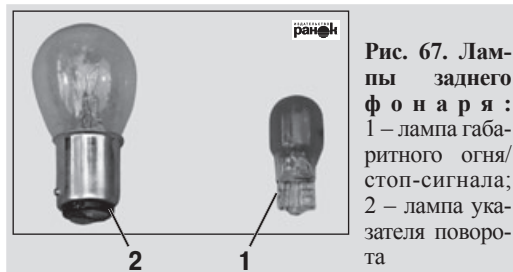 ИЗДАТЕЛЬСТВО
ранок
2
1
Рис. 67. Лам-
пы заднего
фонаря:
1 – лампа габа-
ритного огня/
стоп-сигнала;
2 – лампа ука-
зателя поворо-
та